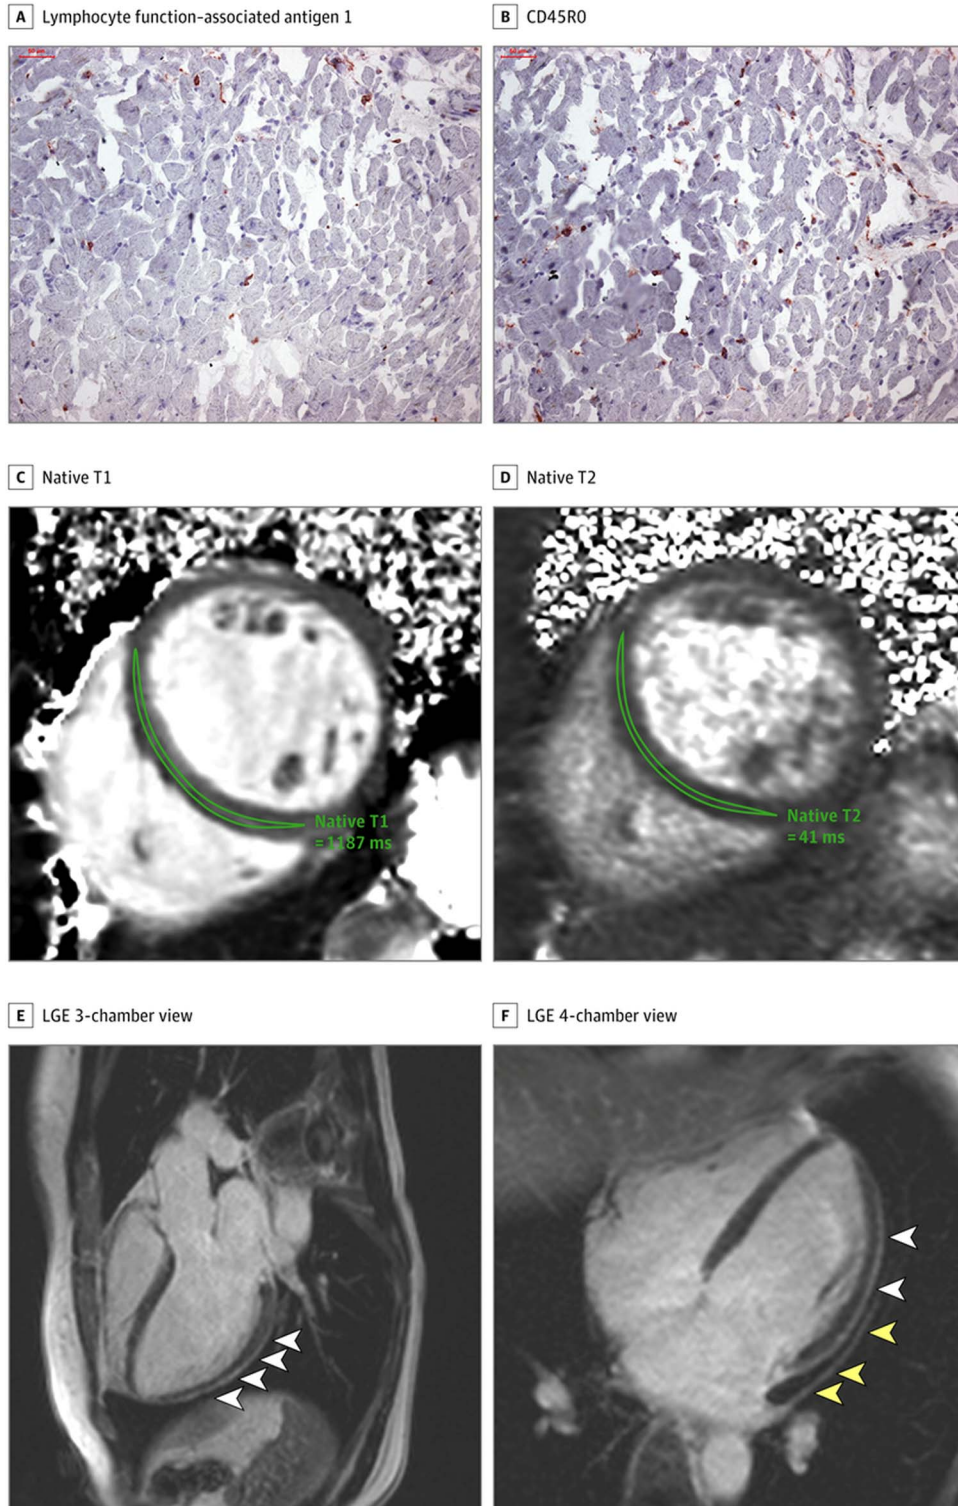 A Lymphocyte function-associated antigen 1
B CD45R0
C Native T1
D Native T2
Native T1
= 1187 ms
Native T2
= 41 ms
E LGE 3-chamber view
F LGE 4-chamber view